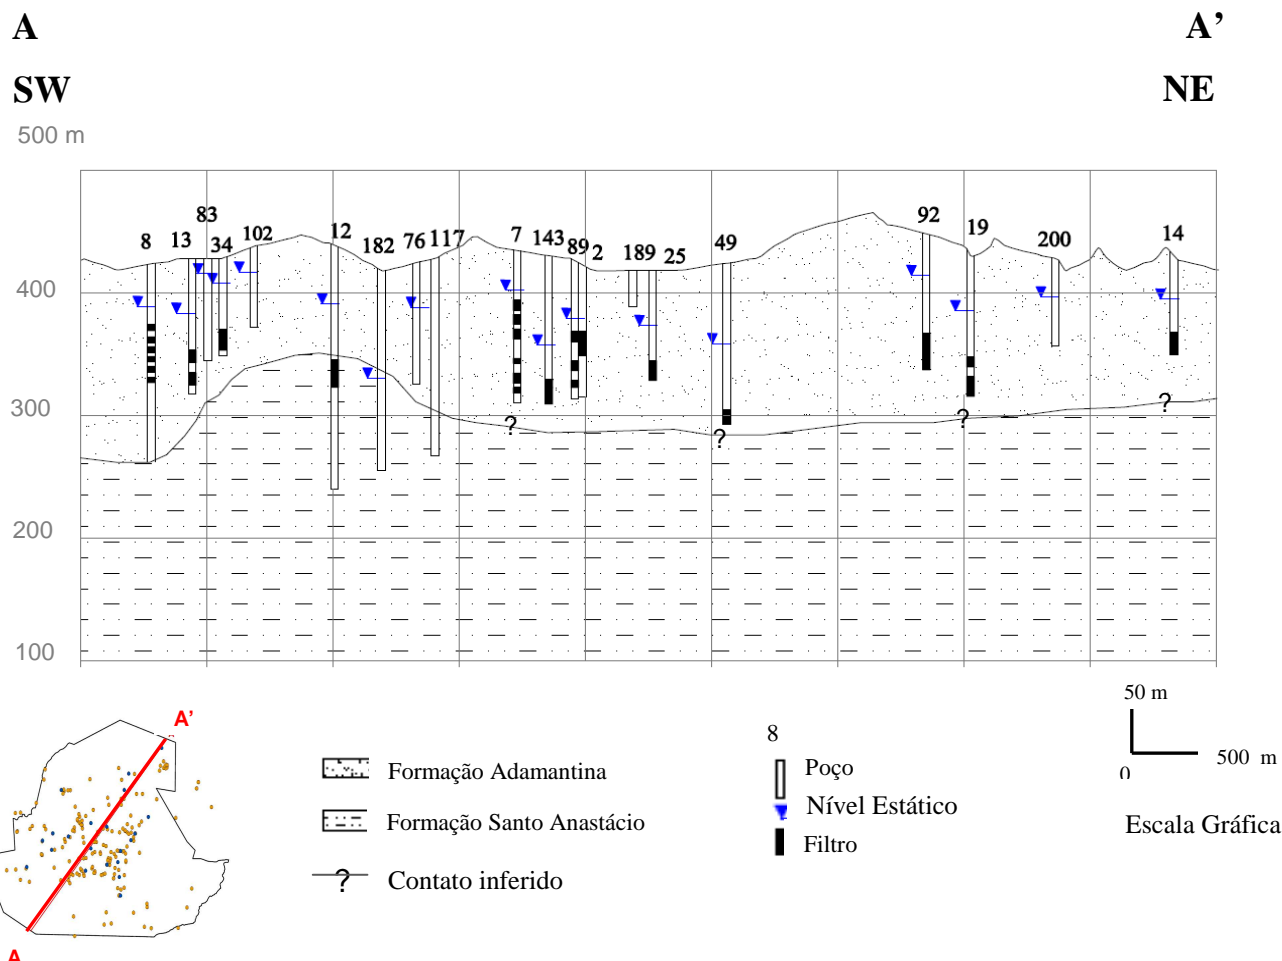 A A’
SW NE
500 m
83
8 13 34 102 12 182 76 117 7 143 89 2 189 25 49 92 19 200 14
400
300
? ? ? ?
200
100
A'
A
Formação Adamantina
Formação Santo Anastácio
? Contato inferido
8
Poço
Nível Estático
Filtro
50 m
0 500 m
Escala Gráfica